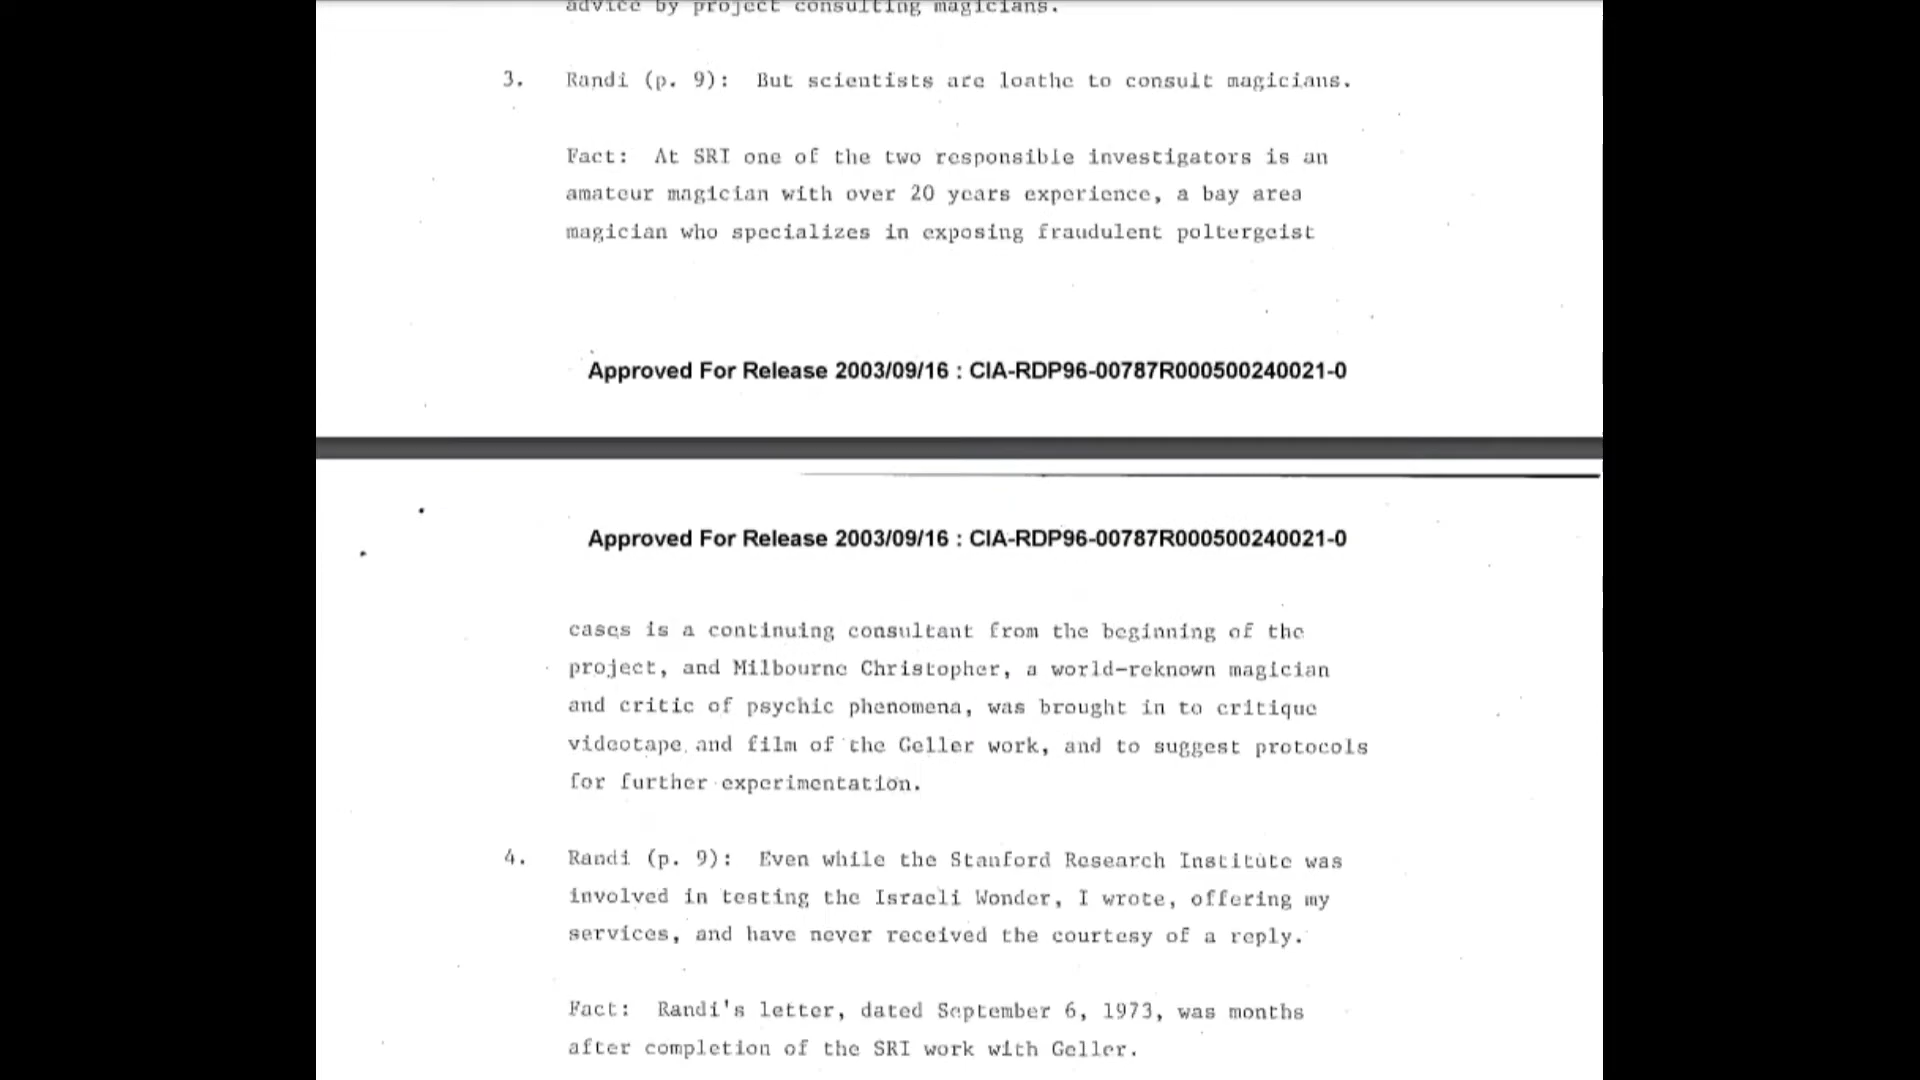 advice by project consulting magicians.
3. Randi (p. 9): But scientists are loathe to consult magicians.
Fact: At SRI one of the two responsible investigators is an
amateur magician with over 20 years experience, a bay area
magician who specializes in exposing fraudulent poltergeist
Approved For Release 2003/09/16 : CIA-RDP96-00787R000500240021-0
Approved For Release 2003/09/16 : CIA-RDP96-00787R000500240021-0
cases is a continuing consultant from the beginning of the
project, and Milbourne Christopher, a world-reknown magician
and critic of psychic phenomena, was brought in to critique
videotape and film of the Geller work, and to suggest protocols
for further experimentation.
4. Randi (p. 9): Even while the Stanford Research Institute was
involved in testing the Israeli Wonder, I wrote, offering my
services, and have never received the courtesy of a reply.
Fact: Randi's letter, dated September 6, 1973, was months
after completion of the SRI work with Geller.